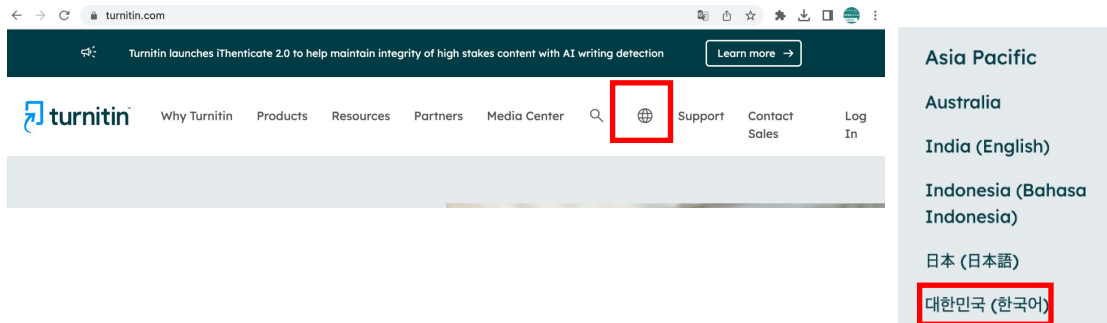 turnitin.com
Turnitin launches iThenticate 2.0 to help maintain integrity of high stakes content with AI writing detection
Learn more →
turnitin
Why Turnitin
Products
Resources
Partners
Media Center
Support
Contact
Sales
Log
In
Asia Pacific
Australia
India (English)
Indonesia (Bahasa
Indonesia)
日本 (日本語)
대한민국 (한국어)